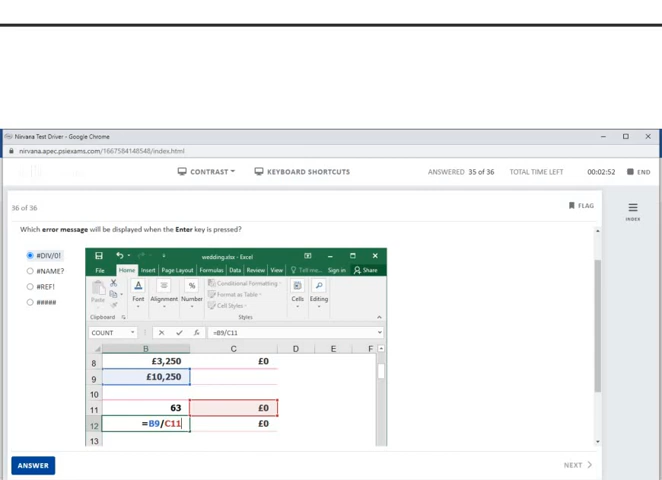 Nirvana Test Driver - Google Chrome
nirvana.apec.psiexams.com/1667584148548/index.html
CONTRAST KEYBOARD SHORTCUTS ANSWERED 35 of 36 TOTAL TIME LEFT 00:02:52 END
36 of 36 FLAG
INDEX
Which error message will be displayed when the Enter key is pressed?
#DIV/0!
#NAME?
#REF!
#####
wedding.xlsx - Excel
File Home Insert Page Layout Formulas Data Review View Tell me... Sign in Share
Paste Font Alignment Number Conditional Formatting Format as Table Cell Styles Cells Editing
Clipboard Styles
COUNT =B9/C11
B C D E F
8 £3,250 £0
9 £10,250
10
11 63 £0
12 =B9/C11 £0
13
ANSWER NEXT